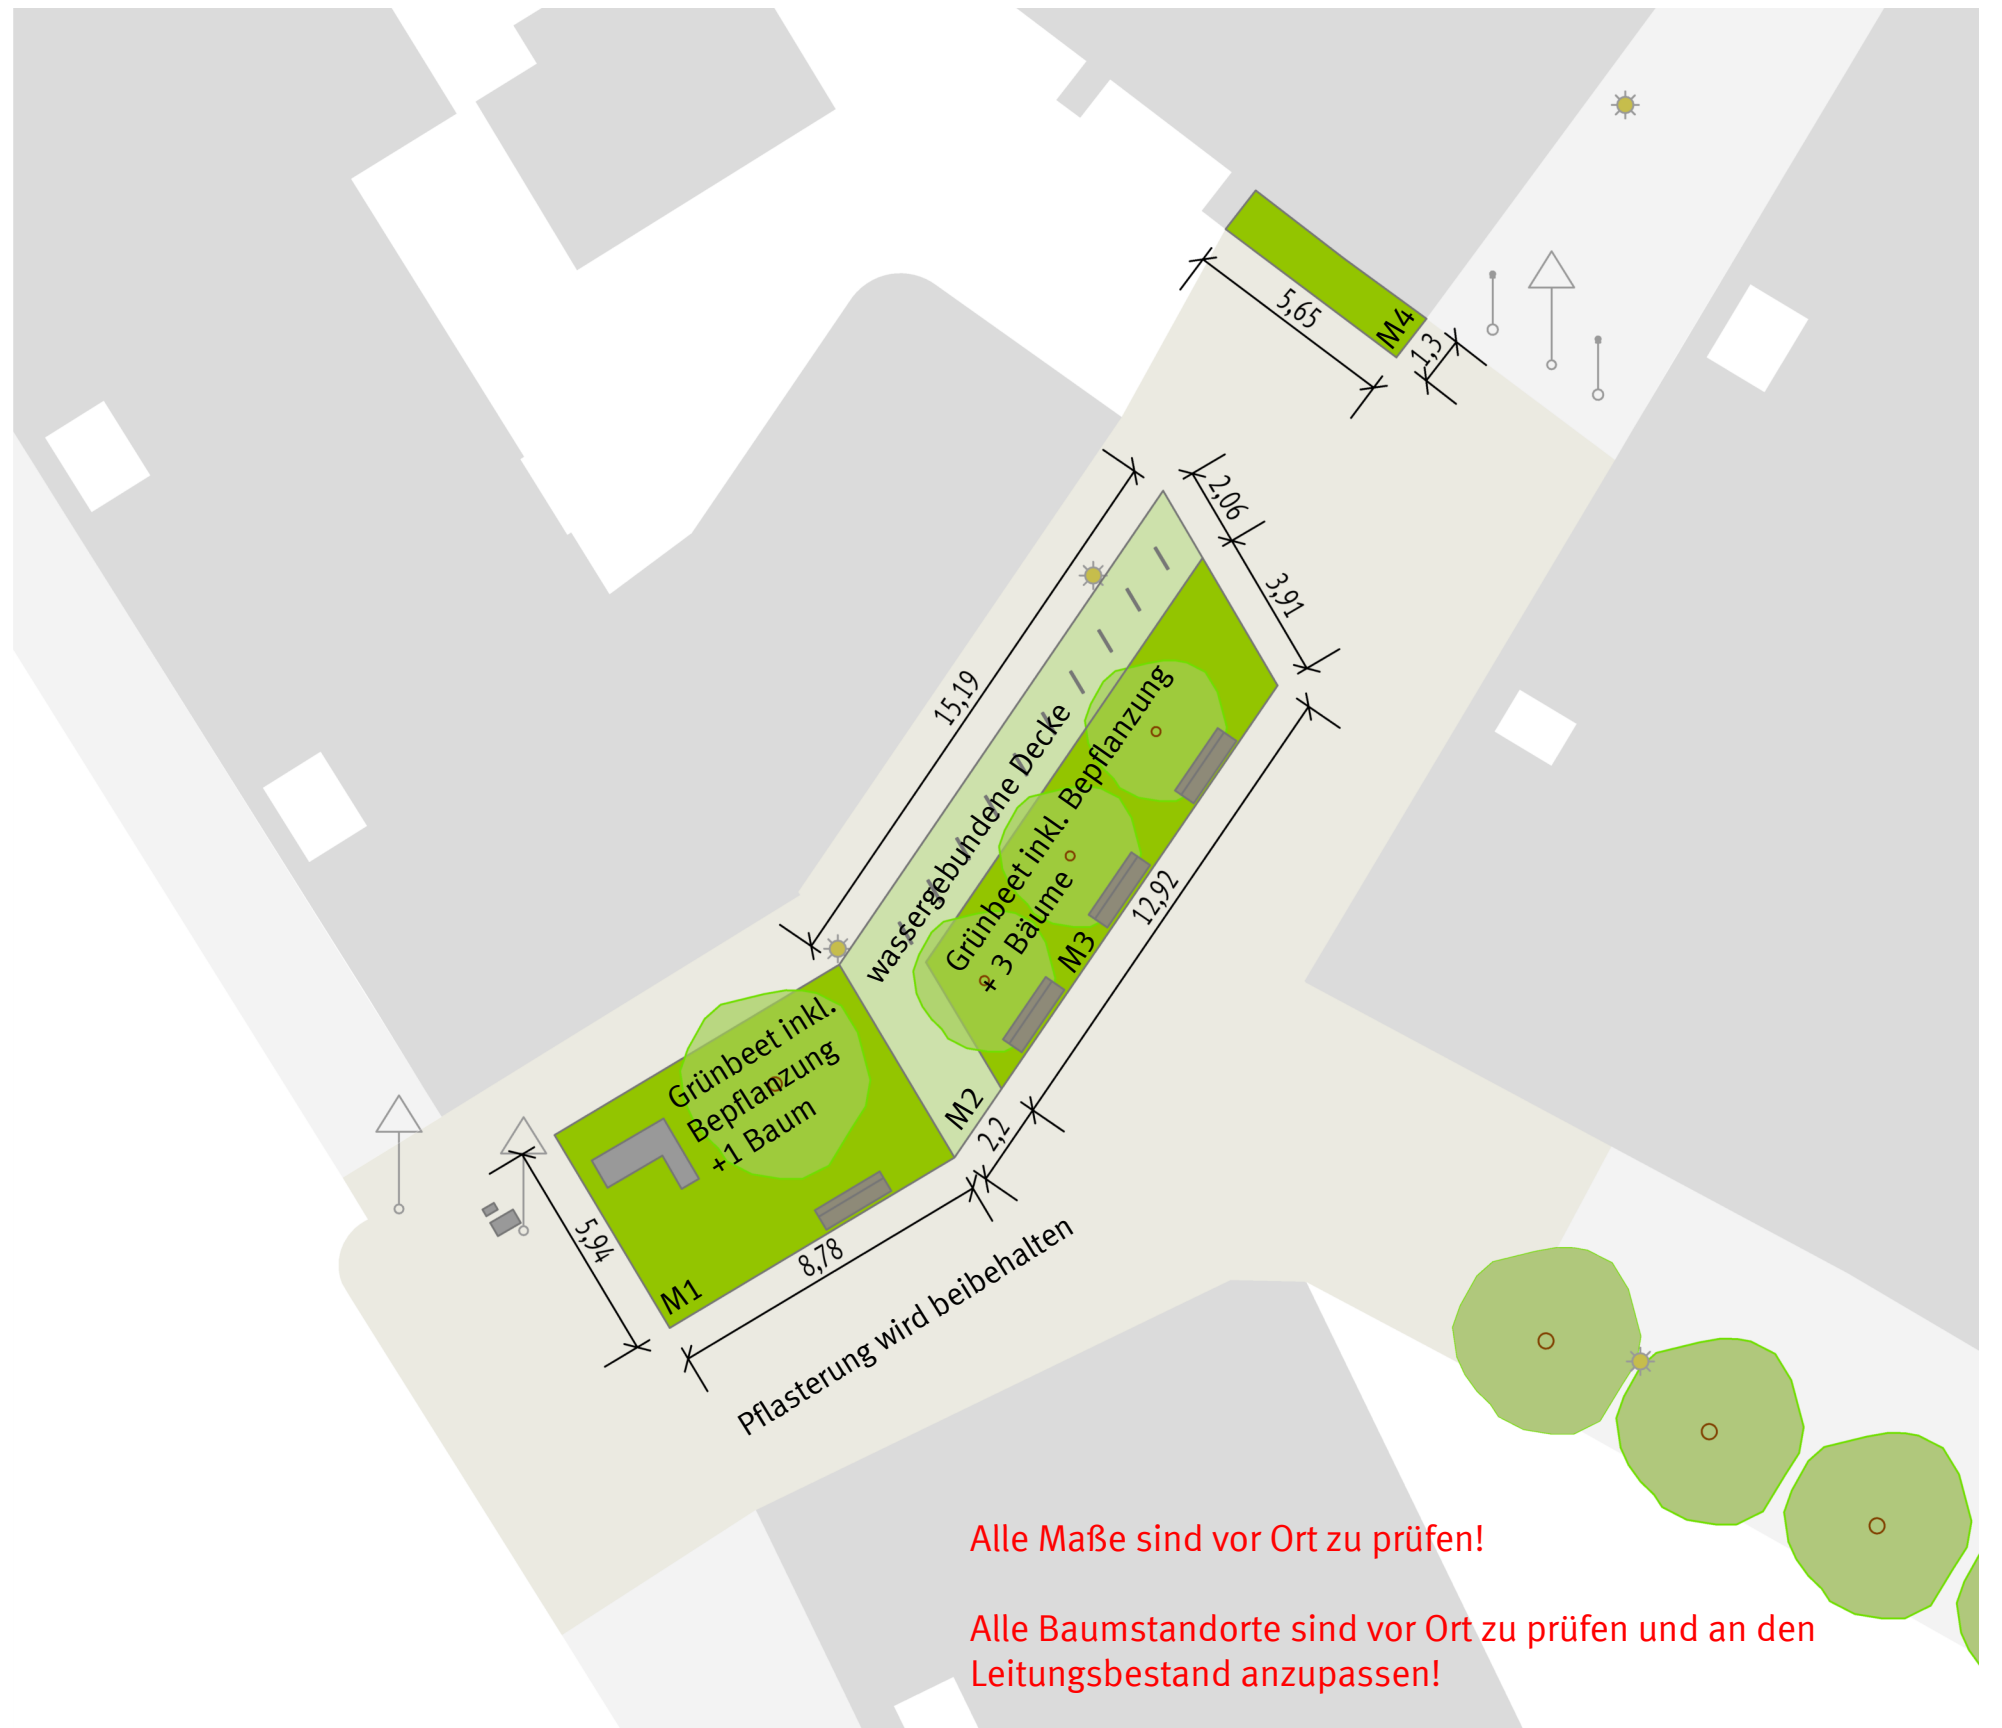 5,65
M4
1,3
2,06
3,91
15,19
wassergebundene Decke
Grünbeet inkl. Bepflanzung
+ 3 Bäume
M3
12,92
Grünbeet inkl.
Bepflanzung
+1 Baum
M2
2,2
M1
5,94
8,78
Pflasterung wird beibehalten
Alle Maße sind vor Ort zu prüfen!
Alle Baumstandorte sind vor Ort zu prüfen und an den
Leitungsbestand anzupassen!